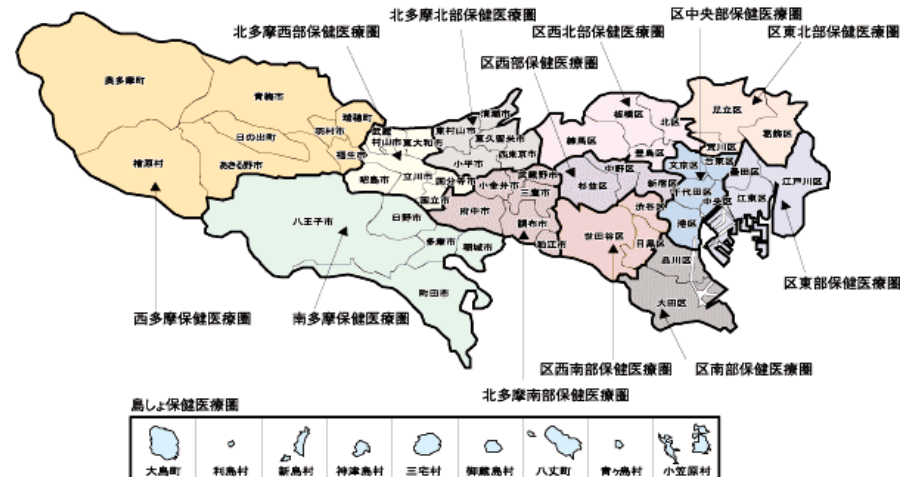 北多摩北部保健医療圏
区中央部保健医療圏
北多摩西部保健医療圏
区西北部保健医療圏
区東北部保健医療圏
区西部保健医療圏
奥多摩町
青梅市
瑞穂町
羽村市
日の出町
福生市
檜原村
あきる野市
武蔵
村山市
東大和市
東村山市
清瀬市
東久留米市
小平市
西東京市
昭島市
立川市
国分寺市
国立市
小金井市
武蔵野市
三鷹市
府中市
調布市
狛江市
八王子市
日野市
多摩市
稲城市
町田市
練馬区
板橋区
北区
豊島区
中野区
杉並区
新宿区
渋谷区
世田谷区
目黒区
足立区
葛飾区
荒川区
文京区
台東区
墨田区
千代田区
中央区
江東区
江戸川区
港区
品川区
大田区
区東部保健医療圏
西多摩保健医療圏
南多摩保健医療圏
区西南部保健医療圏
区南部保健医療圏
北多摩南部保健医療圏
島しょ保健医療圏
大島町
利島村
新島村
神津島村
三宅村
御蔵島村
八丈町
青ヶ島村
小笠原村